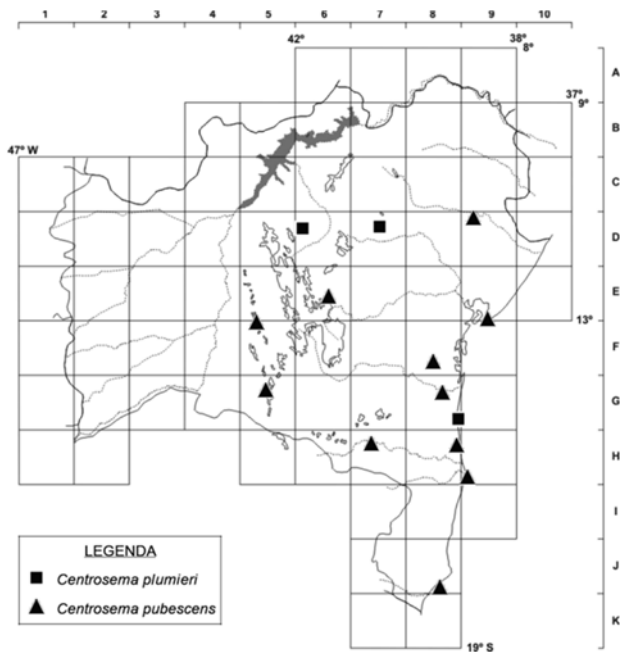 1 2 3 4 5 6 7 8 9 10
42° 38°
8°
A
37°
9°
B
47° W
C
D
E
13°
F
G
H
I
LEGENDA
Centrosema plumieri
J
Centrosema pubescens
K
19° S